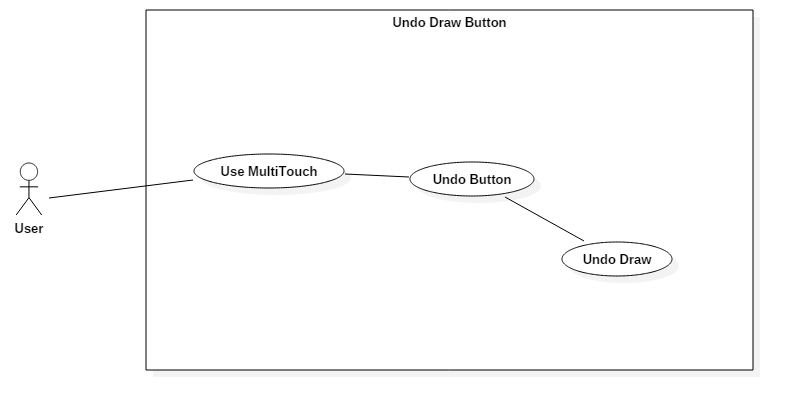 Undo Draw Button
Use MultiTouch
Undo Button
User
Undo Draw